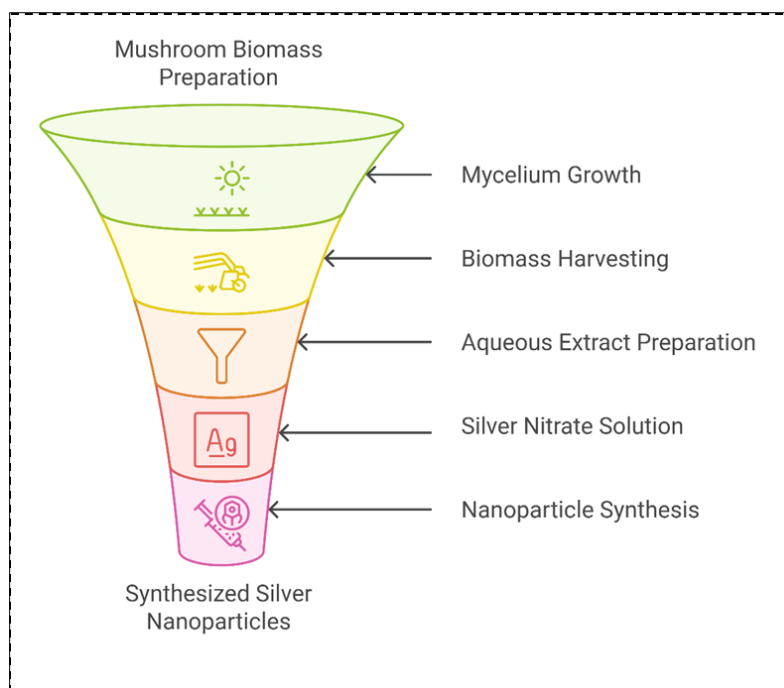 Mushroom Biomass
Preparation
Mycelium Growth
Biomass Harvesting
Aqueous Extract Preparation
Ag
Silver Nitrate Solution
Nanoparticle Synthesis
Synthesized Silver
Nanoparticles